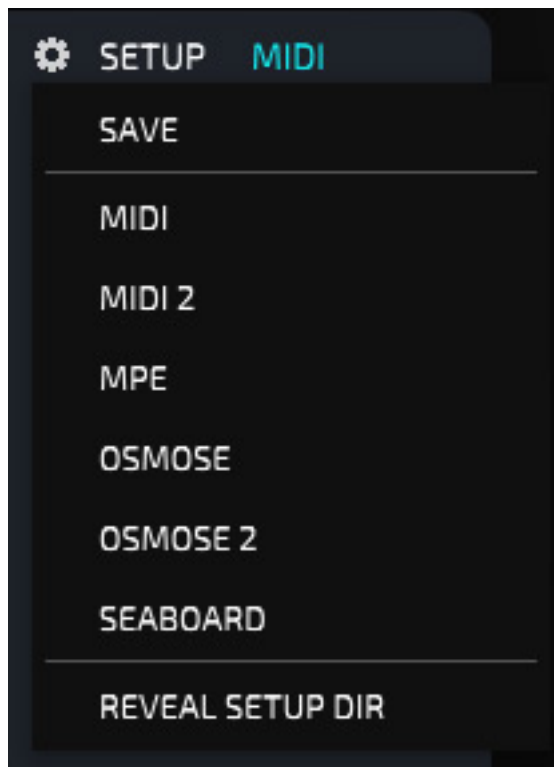 SETUP MIDI
SAVE
MIDI
MIDI 2
MPE
OSMOSE
OSMOSE 2
SEABOARD
REVEAL SETUP DIR